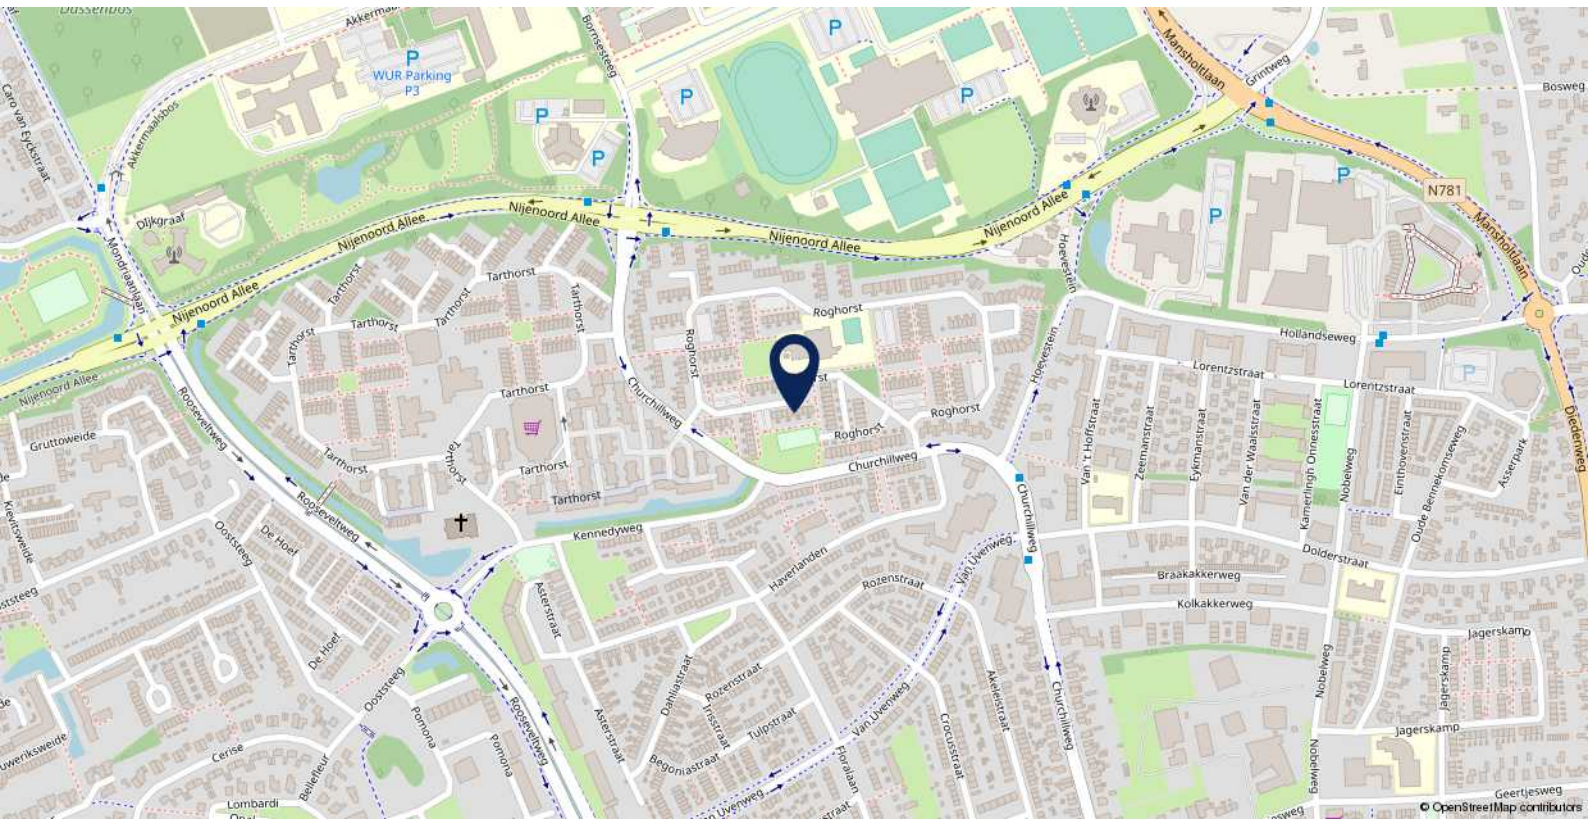 Dassenbos
Bornsesteeg
P
Mansholtlaan
Grintweg
Bosweg
WUR Parking
P3
P
P
P
P
P
Caro van Eyckstraat
Akkermaalsbos
P
N781
P
Dijkgraaf
Nijenoord Allee
Nijenoord Allee
Nijenoord Allee
Nijenoord Allee
Nijenoord Allee
Nijenoord Allee
Mondriaanlaan
Hoevestein
Mansholtlaan
Tarthorst
Tarthorst
Tarthorst
Tarthorst
Tarthorst
Tarthorst
Tarthorst
Roghorst
Roghorst
Hoevestein
Hollandseweg
Lorentzstraat
Lorentzstraat
P
Churchillweg
Roghorst
Roghorst
Churchillweg
Tarthorst
Tarthorst
Tarthorst
Gruttoweide
Rooseveltweg
Rooseveltweg
Kievitsweide
Ooststeeg
De Hoef
Kennedyweg
Van 't Hoffstraat
Zeemanstraat
Eykmanstraat
Van der Waalsstraat
Kamerlingh Onnesstraat
Nobelweg
Einthovenstraat
Oude Bennekomseweg
Asserpark
Diedenweg
Churchillweg
Dolderstraat
Braakakkerweg
Kolkakkerweg
Haverlanden
Rozenstraat
Van Uvenweg
Asterstraat
De Hoef
Ooststeeg
Dahliastraat
Rozenstraat
Irisstraat
Tulpstraat
Begoniastraat
Asterstraat
Van Uvenweg
Floralaan
Crocusstraat
Akeleistraat
Churchillweg
Nobelweg
Nobelweg
Jagerskamp
Jagerskamp
Jagerskamp
Geertjesweg
Pomona
Pomona
Rooseveltweg
Cerise
Bellefleur
Lombardi
© OpenStreetMap contributors